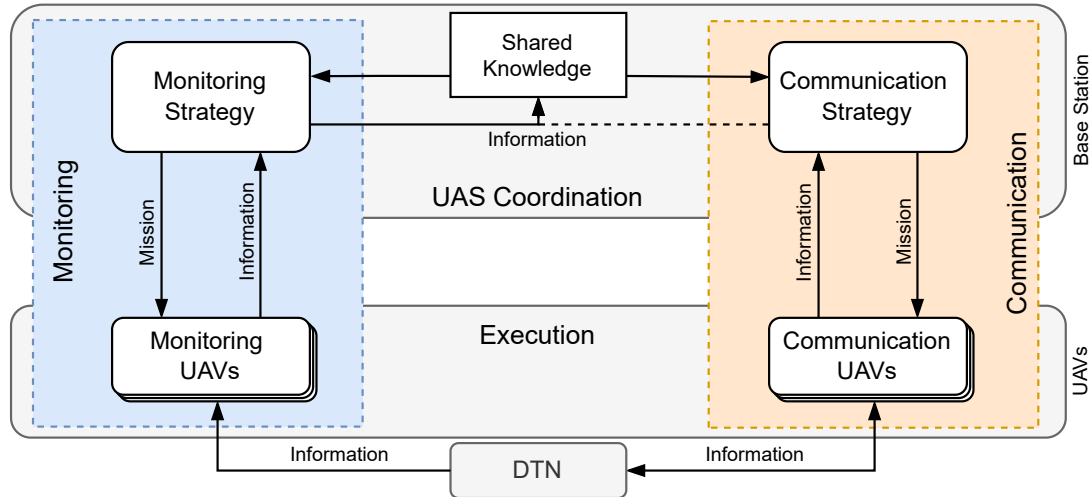 Shared
Knowledge
Monitoring
Strategy
Communication
Strategy
Information
UAS Coordination
Base Station
Monitoring
Mission
Information
Information
Mission
Communication
Execution
Monitoring
UAVs
Communication
UAVs
UAVs
Information
DTN
Information